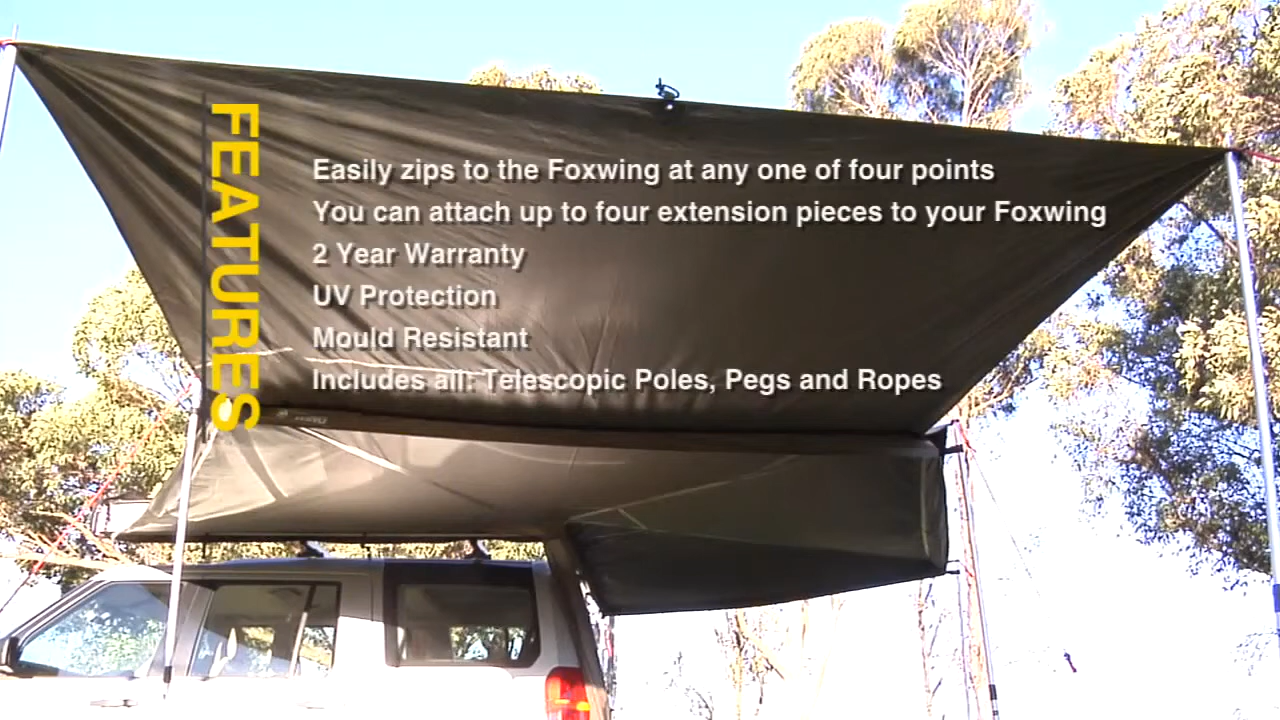 FEATURES
Easily zips to the Foxwing at any one of four points
You can attach up to four extension pieces to your Foxwing
2 Year Warranty
UV Protection
Mould Resistant
Includes all: Telescopic Poles, Pegs and Ropes